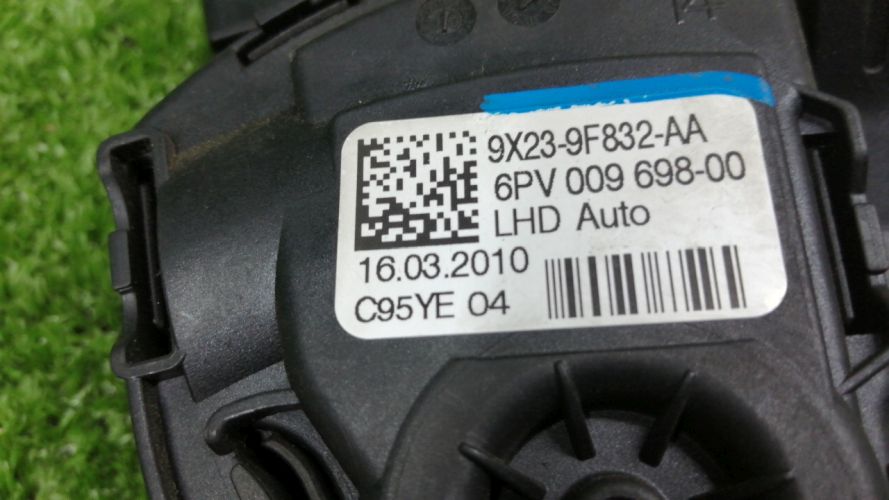 9X23-9F832-AA
6PV 009 698-00
LHD Auto
16.03.2010
C95YE 04